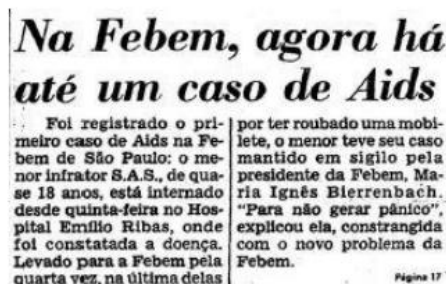 Na Febem, agora há
até um caso de Aids
Foi registrado o pri-
meiro caso de Aids na Fe-
bem de São Paulo: o me-
nor infrator S.A.S., de qua-
se 18 anos, está internado
desde quinta-feira no Hos-
pital Emílio Ribas, onde
foi constatada a doença.
Levado para a Febem pela
quarta vez, na última delas
por ter roubado uma mobi-
lete, o menor teve seu caso
mantido em sigilo pela
presidente da Febem, Ma-
ria Ignês Bierrenbach.
"Para não gerar pânico",
explicou ela, constrangida
com o novo problema da
Febem.
Página 17